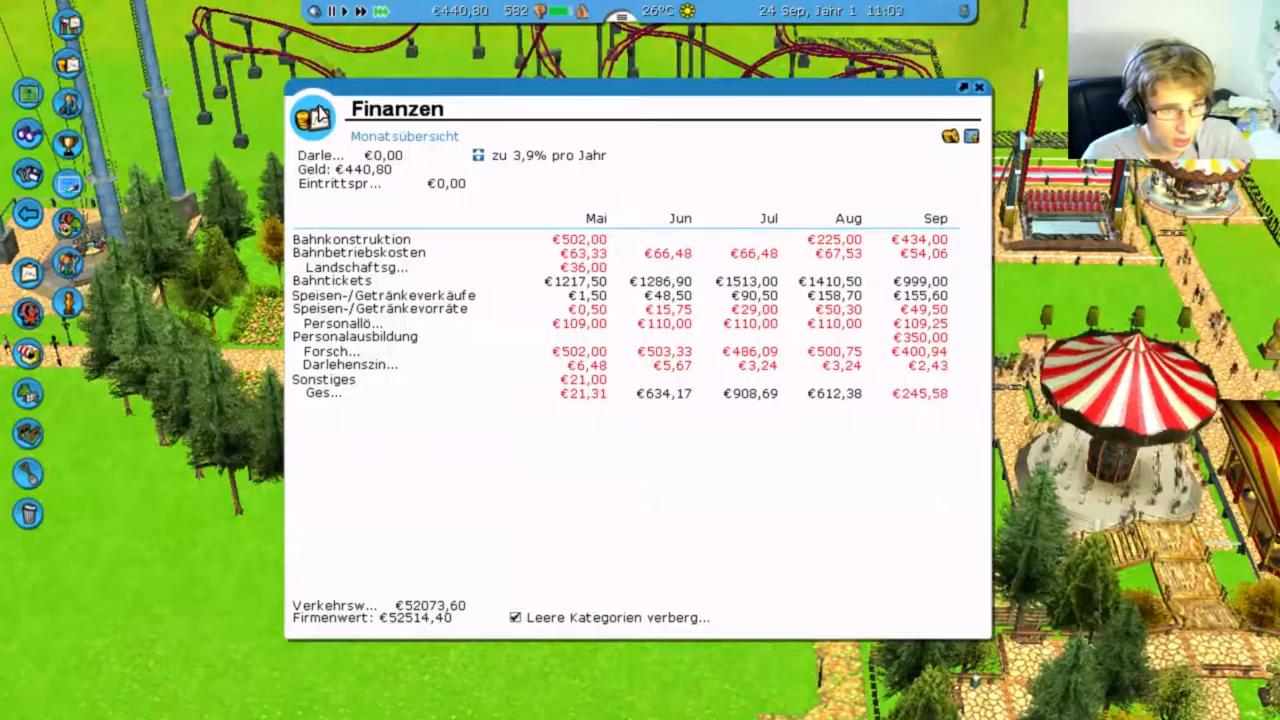 €440,80 582 26°C 24 Sep, Jahr 1 11:03
Finanzen
Monatsübersicht
Darle... €0,00 zu 3,9% pro Jahr
Geld: €440,80
Eintrittspr... €0,00
Mai Jun Jul Aug Sep
Bahnkonstruktion €502,00 €225,00 €434,00
Bahnbetriebskosten €63,33 €66,48 €66,48 €67,53 €54,06
Landschaftsg... €36,00
Bahntickets €1217,50 €1286,90 €1513,00 €1410,50 €999,00
Speisen-/Getränkeverkäufe €1,50 €48,50 €90,50 €158,70 €155,60
Speisen-/Getränkevorräte €0,50 €15,75 €29,00 €50,30 €49,50
Personallö... €109,00 €110,00 €110,00 €110,00 €109,25
Personalausbildung €350,00
Forsch... €502,00 €503,33 €486,09 €500,75 €400,94
Darlehenszin... €6,48 €5,67 €3,24 €3,24 €2,43
Sonstiges €21,00
Ges... €21,31 €634,17 €908,69 €612,38 €245,58
Verkehrsw... €52073,60
Firmenwert: €52514,40 Leere Kategorien verberg...